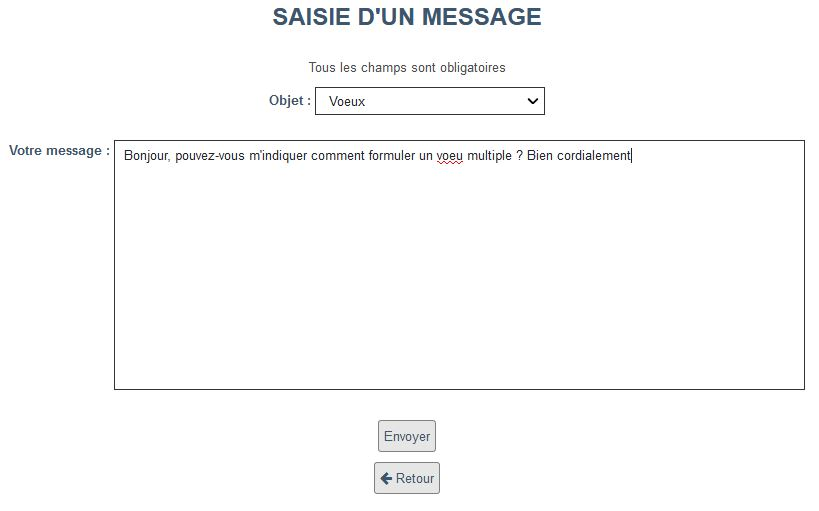 SAISIE D'UN MESSAGE
Tous les champs sont obligatoires
Objet : Voeux
Votre message : Bonjour, pouvez-vous m'indiquer comment formuler un voeu multiple ? Bien cordialement
Envoyer
Retour